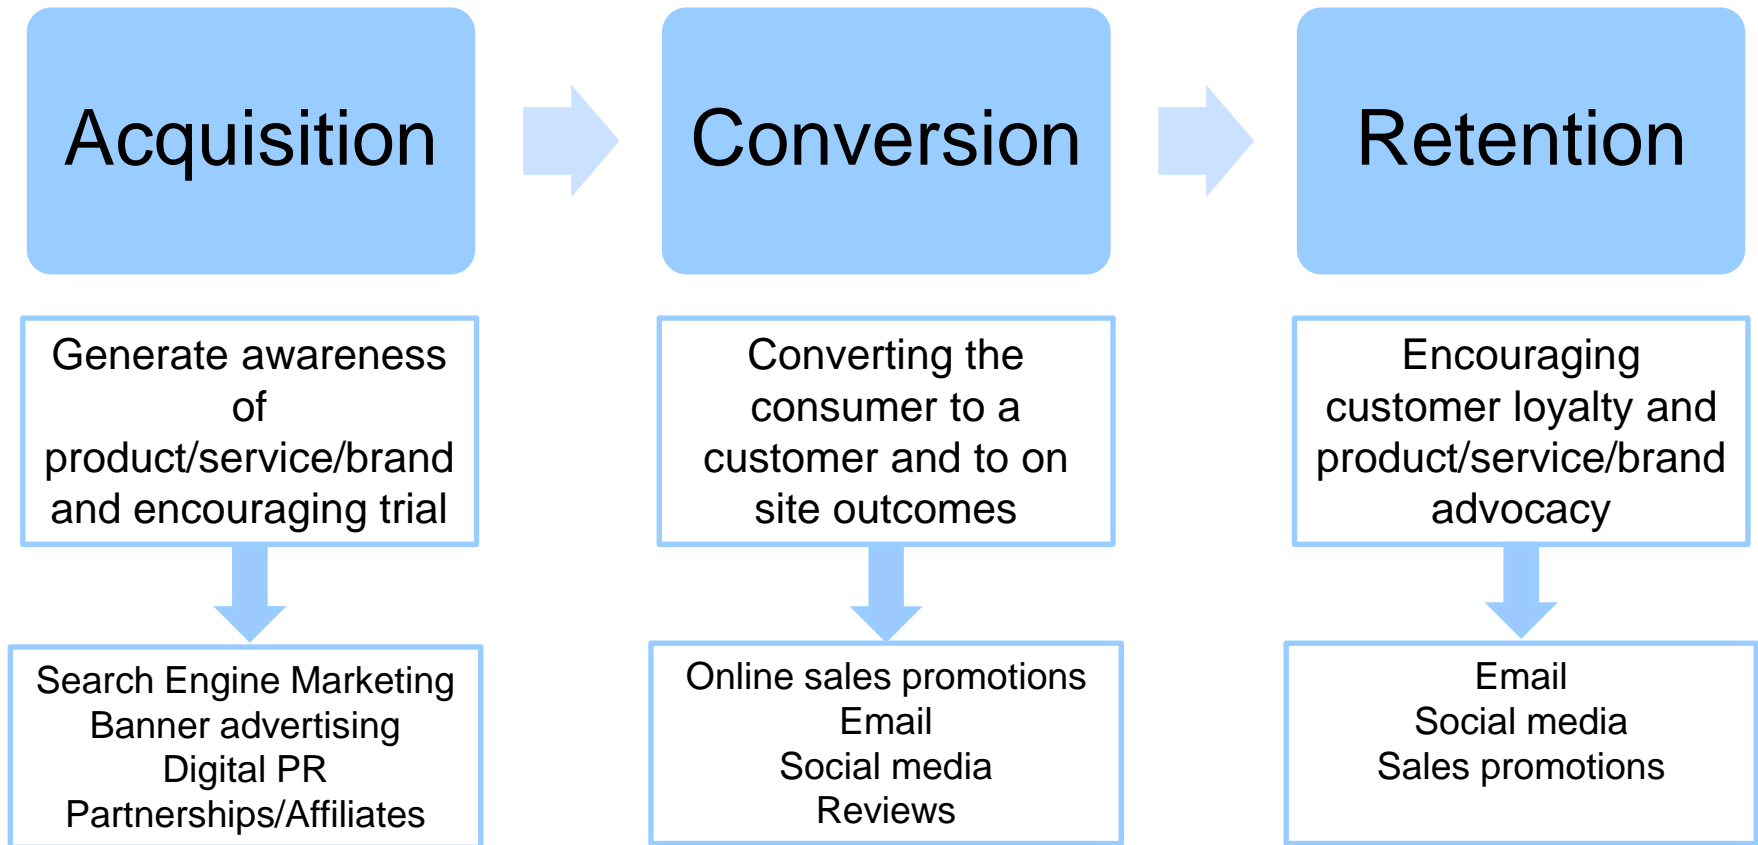 Acquisition
Conversion
Retention
Generate awareness
of
product/service/brand
and encouraging trial
Converting the
consumer to a
customer and to on
site outcomes
Encouraging
customer loyalty and
product/service/brand
advocacy
Search Engine Marketing
Banner advertising
Digital PR
Partnerships/Affiliates
Online sales promotions
Email
Social media
Reviews
Email
Social media
Sales promotions